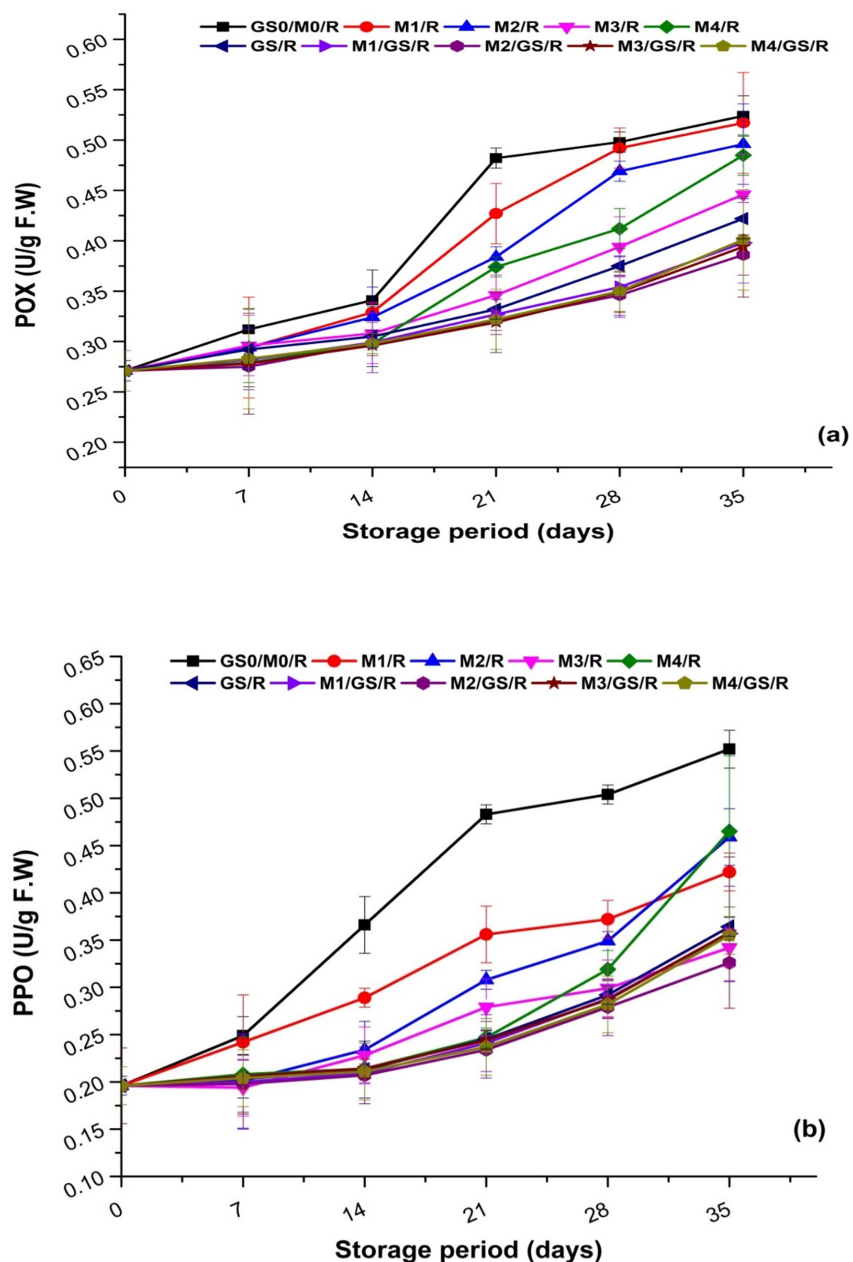 GS0/M0/R M1/R M2/R M3/R M4/R
GS/R M1/GS/R M2/GS/R M3/GS/R M4/GS/R
0.60
0.55
0.50
0.45
0.40
0.35
0.30
0.25
0.20
POX (U/g F.W)
(a)
0 7 14 21 28 35
Storage period (days)
GS0/M0/R M1/R M2/R M3/R M4/R
GS/R M1/GS/R M2/GS/R M3/GS/R M4/GS/R
0.65
0.60
0.55
0.50
0.45
0.40
0.35
0.30
0.25
0.20
0.15
0.10
PPO (U/g F.W)
(b)
0 7 14 21 28 35
Storage period (days)